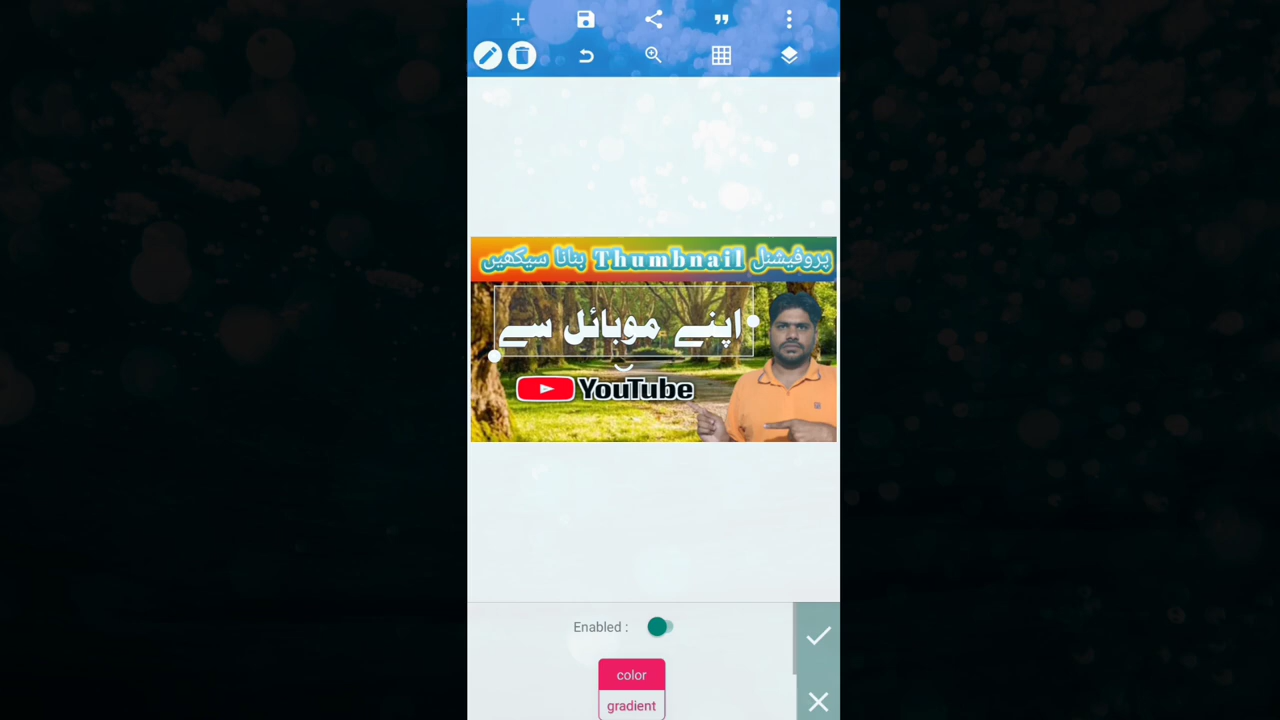 پروفیشنل Thumbnail بنانا سیکھیں
اپنے موبائل سے
YouTube
Enabled :
color
gradient